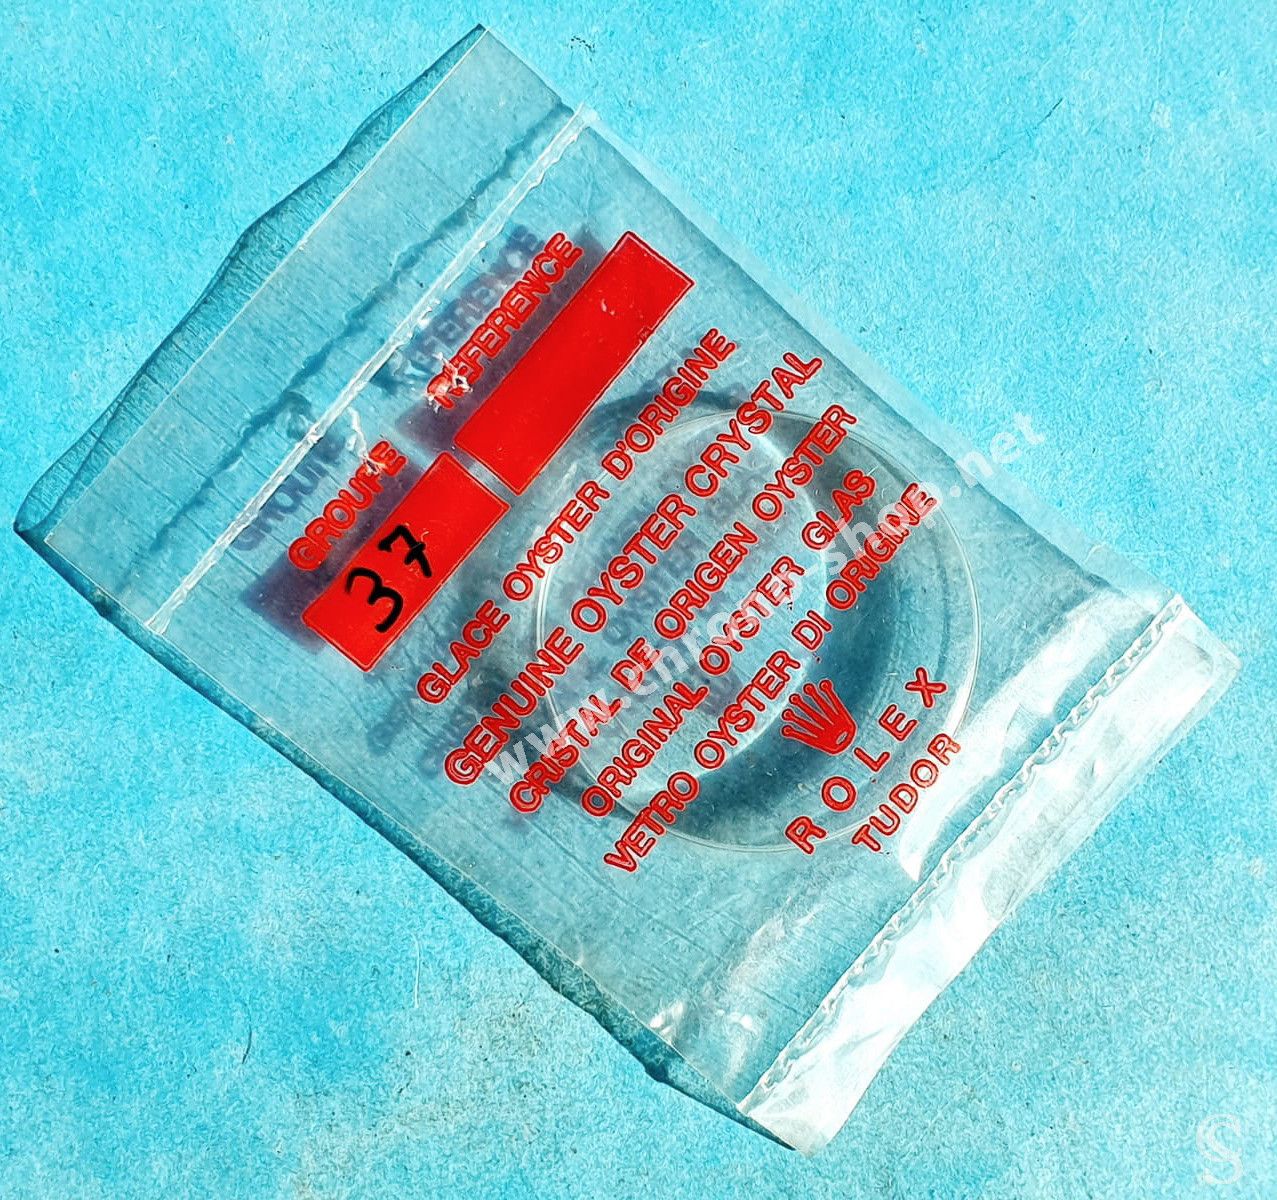 GROUPE REFERENCE
37
GLACE OYSTER D'ORIGINE
GENUINE OYSTER CRYSTAL
CRISTAL DE ORIGEN OYSTER
ORIGINAL OYSTER GLAS
VETRO OYSTER DI ORIGINE
ROLEX
TUDOR